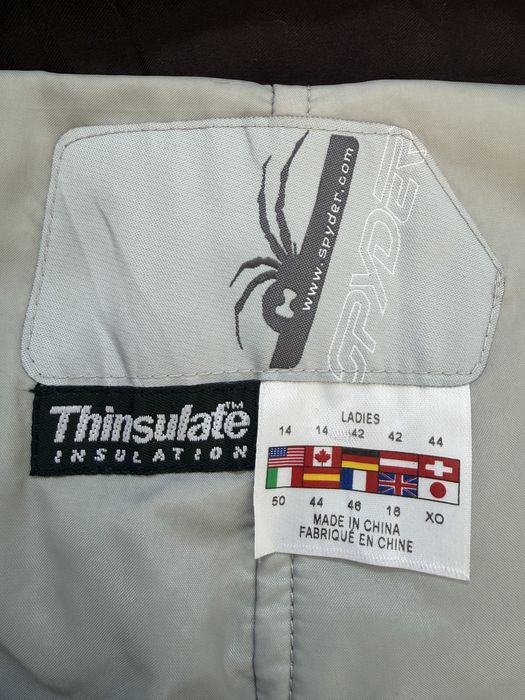 www.spyder.com
SPYDER
Thinsulate™
INSULATION
LADIES
14 14 42 42 44
50 44 46 16 XO
MADE IN CHINA
FABRIQUÉ EN CHINE